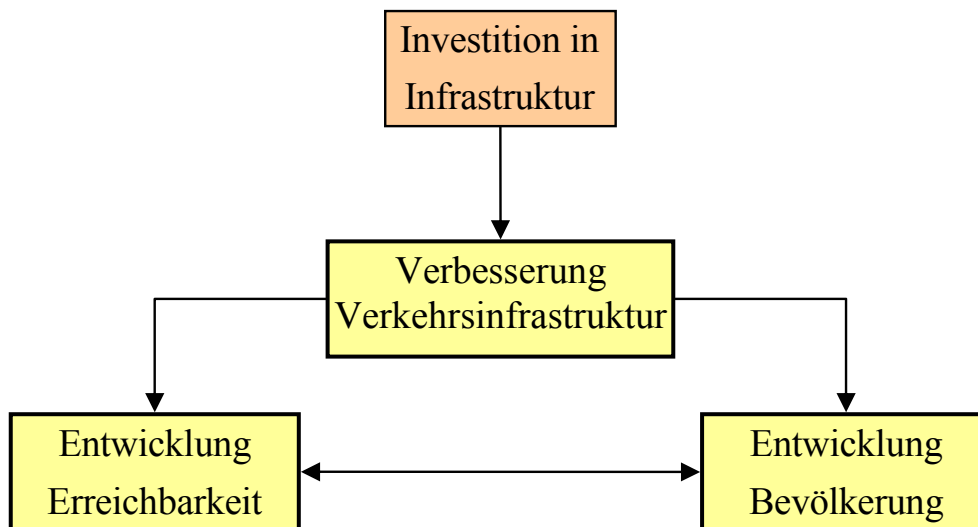 Investition in
Infrastruktur
Verbesserung
Verkehrsinfrastruktur
Entwicklung
Erreichbarkeit
Entwicklung
Bevölkerung